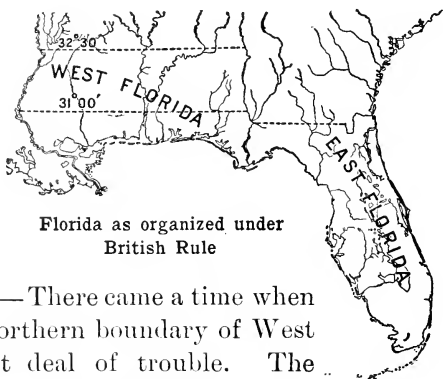 32°30'
WEST FLORIDA
31°00'
EAST FLORIDA
Florida as organized under
British Rule
—There came a time when
orthern boundary of West
t deal of trouble. The